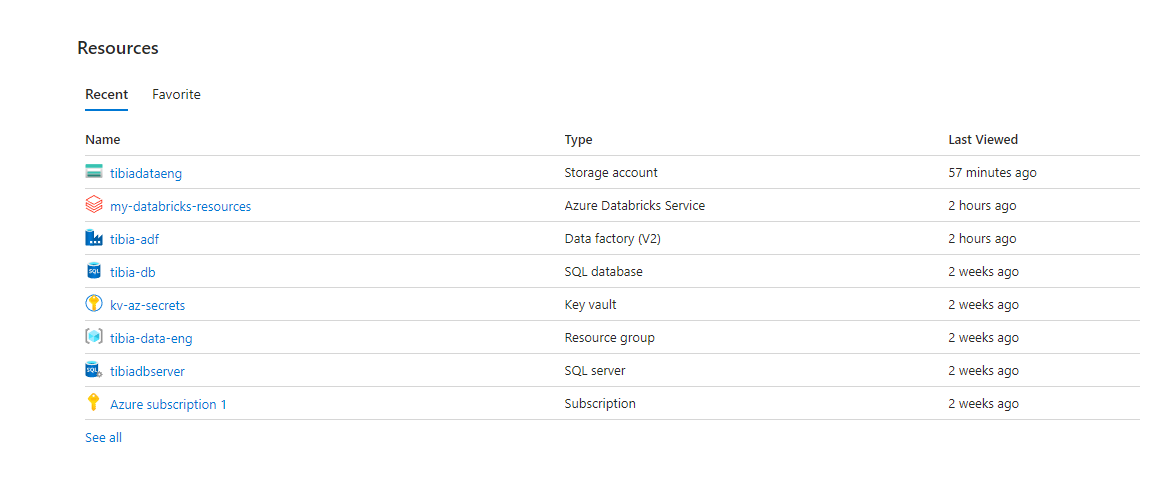 Resources
Recent Favorite
Name Type Last Viewed
tibiadataeng Storage account 57 minutes ago
my-databricks-resources Azure Databricks Service 2 hours ago
tibia-adf Data factory (V2) 2 hours ago
SQL tibia-db SQL database 2 weeks ago
kv-az-secrets Key vault 2 weeks ago
tibia-data-eng Resource group 2 weeks ago
SQL tibiadbserver SQL server 2 weeks ago
Azure subscription 1 Subscription 2 weeks ago
See all